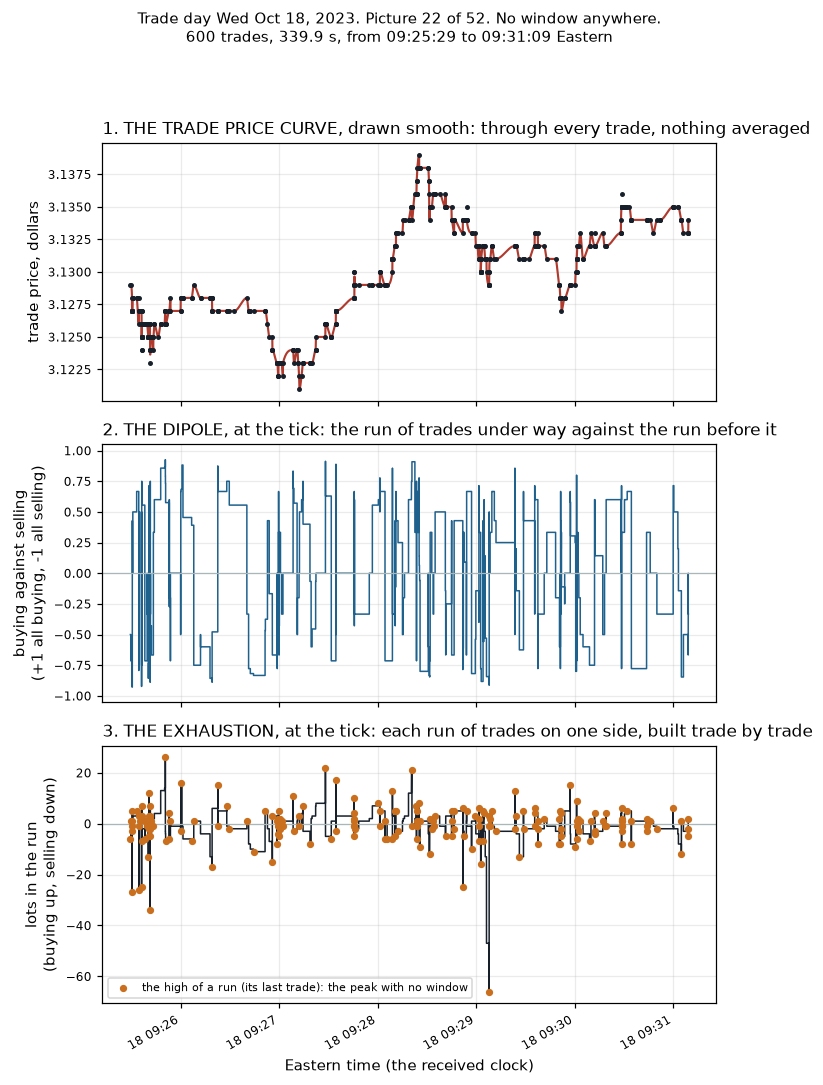 Trade day Wed Oct 18, 2023. Picture 22 of 52. No window anywhere.
600 trades, 339.9 s, from 09:25:29 to 09:31:09 Eastern
1. THE TRADE PRICE CURVE, drawn smooth: through every trade, nothing averaged
trade price, dollars
3.1375
3.1350
3.1325
3.1300
3.1275
3.1250
3.1225
2. THE DIPOLE, at the tick: the run of trades under way against the run before it
buying against selling
(+1 all buying, -1 all selling)
1.00
0.75
0.50
0.25
0.00
−0.25
−0.50
−0.75
−1.00
3. THE EXHAUSTION, at the tick: each run of trades on one side, built trade by trade
lots in the run
(buying up, selling down)
20
0
−20
−40
−60
the high of a run (its last trade): the peak with no window
18 09:26
18 09:27
18 09:28
18 09:29
18 09:30
18 09:31
Eastern time (the received clock)